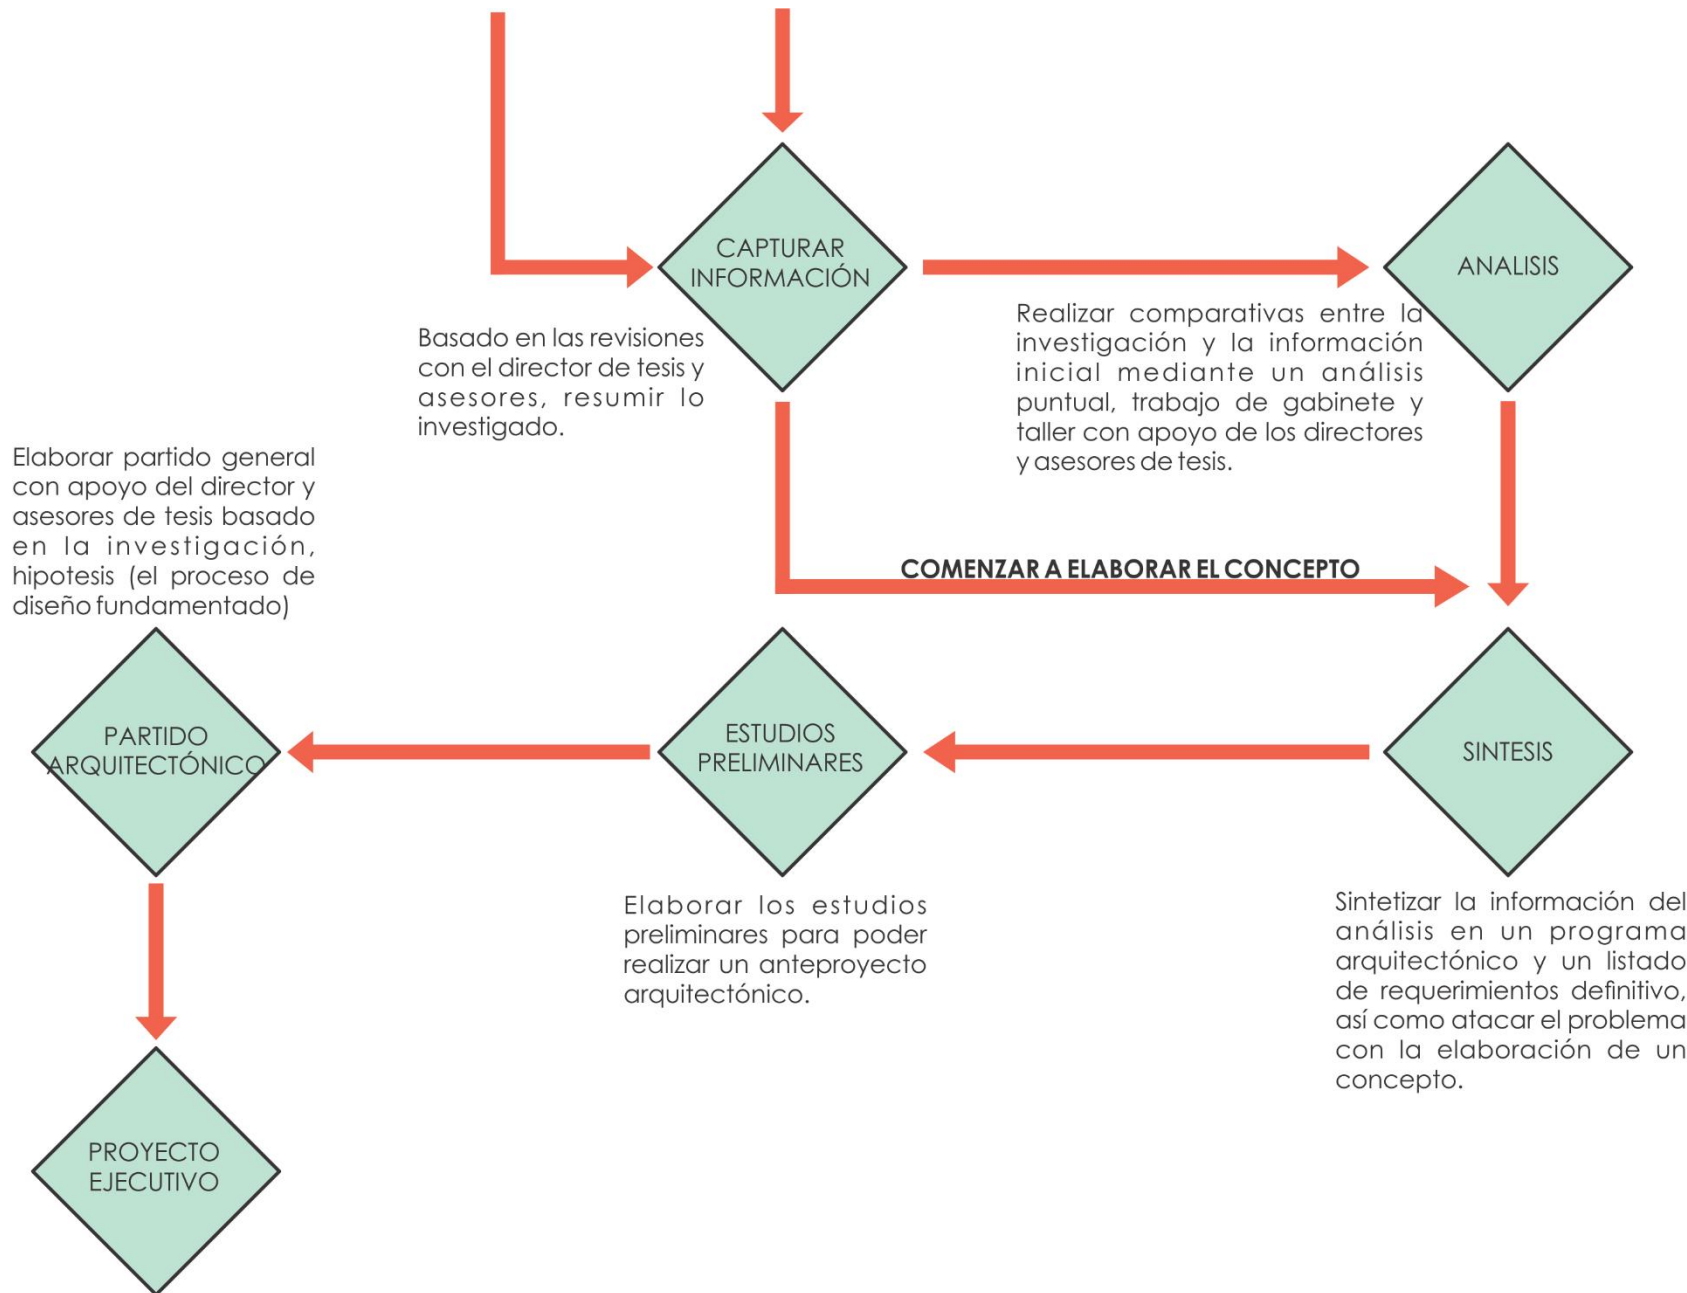 CAPTURAR
INFORMACIÓN
ANALISIS
Basado en las revisiones
con el director de tesis y
asesores, resumir lo
investigado.
Realizar comparativas entre la
investigación y la información
inicial mediante un análisis
puntual, trabajo de gabinete y
taller con apoyo de los directores
y asesores de tesis.
Elaborar partido general
con apoyo del director y
asesores de tesis basado
en la investigación,
hipotesis (el proceso de
diseño fundamentado)
COMENZAR A ELABORAR EL CONCEPTO
PARTIDO
ARQUITECTÓNICO
ESTUDIOS
PRELIMINARES
SINTESIS
Elaborar los estudios
preliminares para poder
realizar un anteproyecto
arquitectónico.
Sintetizar la información del
análisis en un programa
arquitectónico y un listado
de requerimientos definitivo,
así como atacar el problema
con la elaboración de un
concepto.
PROYECTO
EJECUTIVO